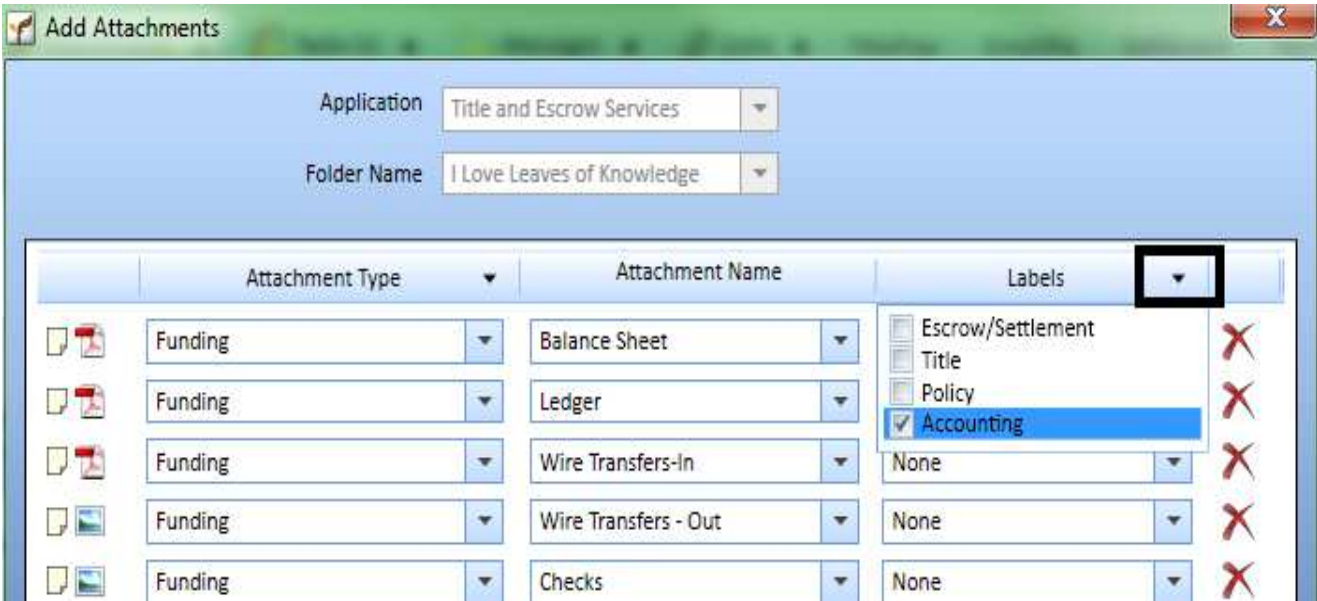 Add Attachments
Application Title and Escrow Services
Folder Name I Love Leaves of Knowledge
Attachment Type Attachment Name Labels
Funding Balance Sheet
Escrow/Settlement
Title
Policy
Accounting
Funding Ledger
Funding Wire Transfers-In None
Funding Wire Transfers - Out None
Funding Checks None